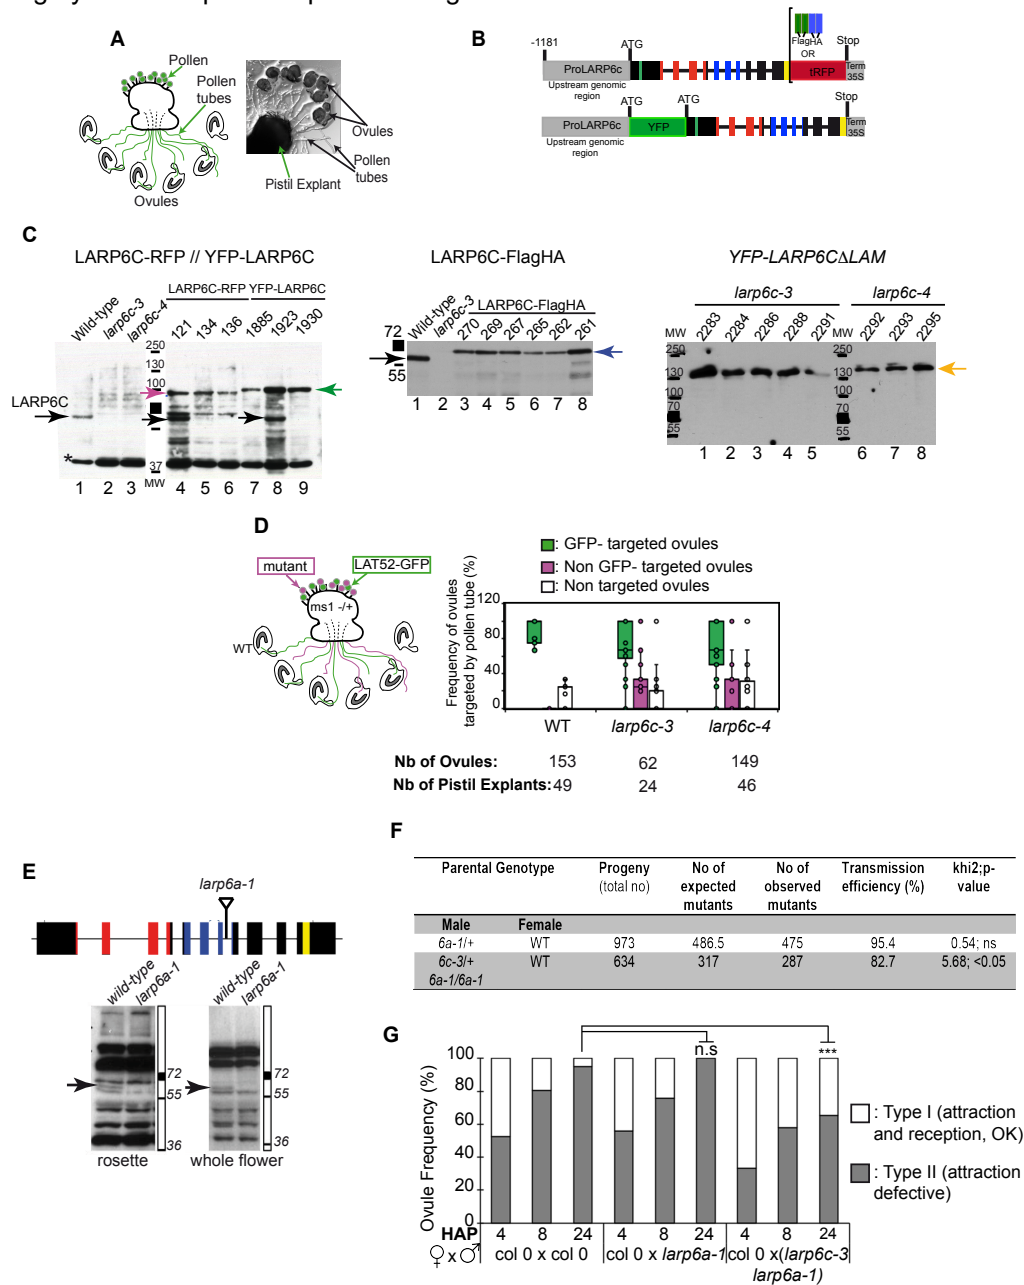 A
Pollen
Pollen
tubes
Ovules
Ovules
Pollen
tubes
Pistil Explant
B
-1181
ATG
FlagHA
OR
Stop
ProLARP6c
tRFP
Term
35S
Upstream genomic
region
ATG
ATG
Stop
ProLARP6c
YFP
Term
35S
Upstream genomic
region
C
LARP6C-RFP // YFP-LARP6C
Wild-type
larp6c-3
larp6c-4
LARP6C-RFP
YFP-LARP6C
121
134
136
1885
1923
1930
250
130
100
LARP6C
*
37
MW
1 2 3 4 5 6 7 8 9
LARP6C-FlagHA
Wild-type
larp6c-3
LARP6C-FlagHA
270
269
267
265
262
261
72
55
1 2 3 4 5 6 7 8
YFP-LARP6CΔLAM
larp6c-3
larp6c-4
2283
2284
2286
2288
2291
2292
2293
2295
MW
250
130
100
70
55
MW
250
130
100
70
55
1 2 3 4 5 6 7 8
D
mutant
LAT52-GFP
ms1 -/+
WT
: GFP- targeted ovules
: Non GFP- targeted ovules
: Non targeted ovules
Frequency of ovules
targeted by pollen tube (%)
120
80
40
0
WT larp6c-3 larp6c-4
Nb of Ovules: 153 62 149
Nb of Pistil Explants: 49 24 46
E
larp6a-1
wild-type
larp6a-1
72
55
36
rosette
wild-type
larp6a-1
72
55
36
whole flower
F
Parental Genotype Progeny (total no) No of expected mutants No of observed mutants Transmission efficiency (%) khi2;p-value
Male Female
6a-1/+ WT 973 486.5 475 95.4 0.54; ns
6c-3/+ WT 634 317 287 82.7 5.68; <0.05
6a-1/6a-1
G
n.s
***
Ovule Frequency (%)
100
80
60
40
20
0
: Type I (attraction
and reception, OK)
: Type II (attraction
defective)
HAP 4 8 24 4 8 24 4 8 24
♀ x ♂ col 0 x col 0 col 0 x larp6a-1 col 0 x(larp6c-3
larp6a-1)